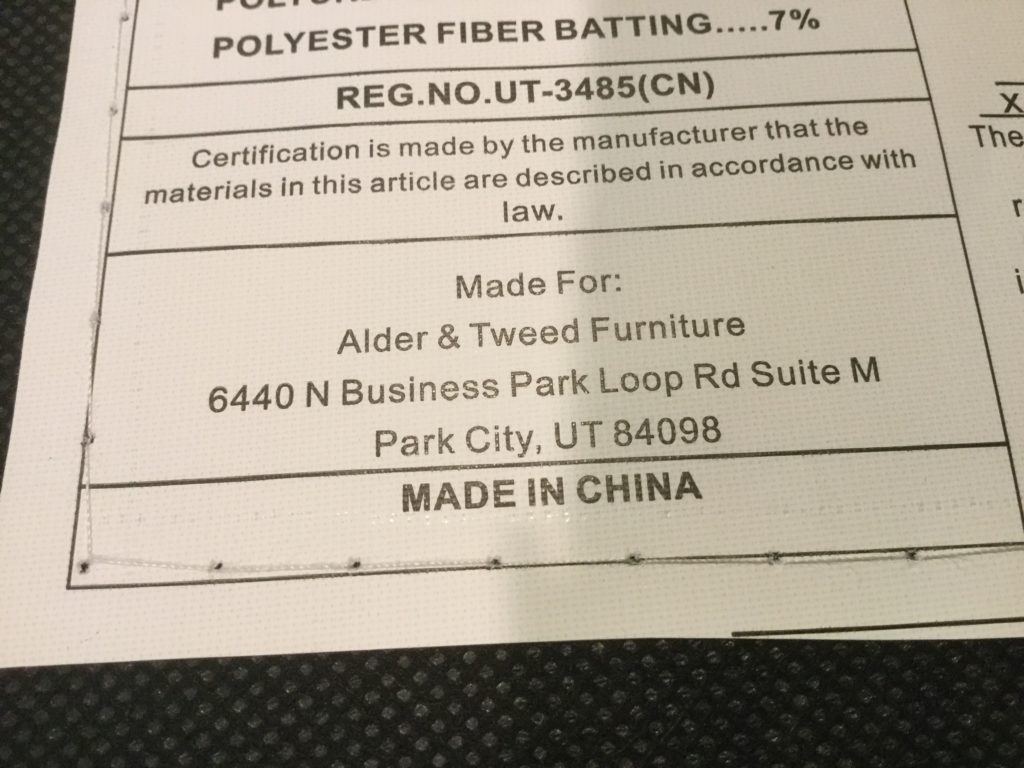 POLYESTER FIBER BATTING.....7%
REG.NO.UT-3485(CN)
Certification is made by the manufacturer that the
materials in this article are described in accordance with
law.
Made For:
Alder & Tweed Furniture
6440 N Business Park Loop Rd Suite M
Park City, UT 84098
MADE IN CHINA
X
The
r
i